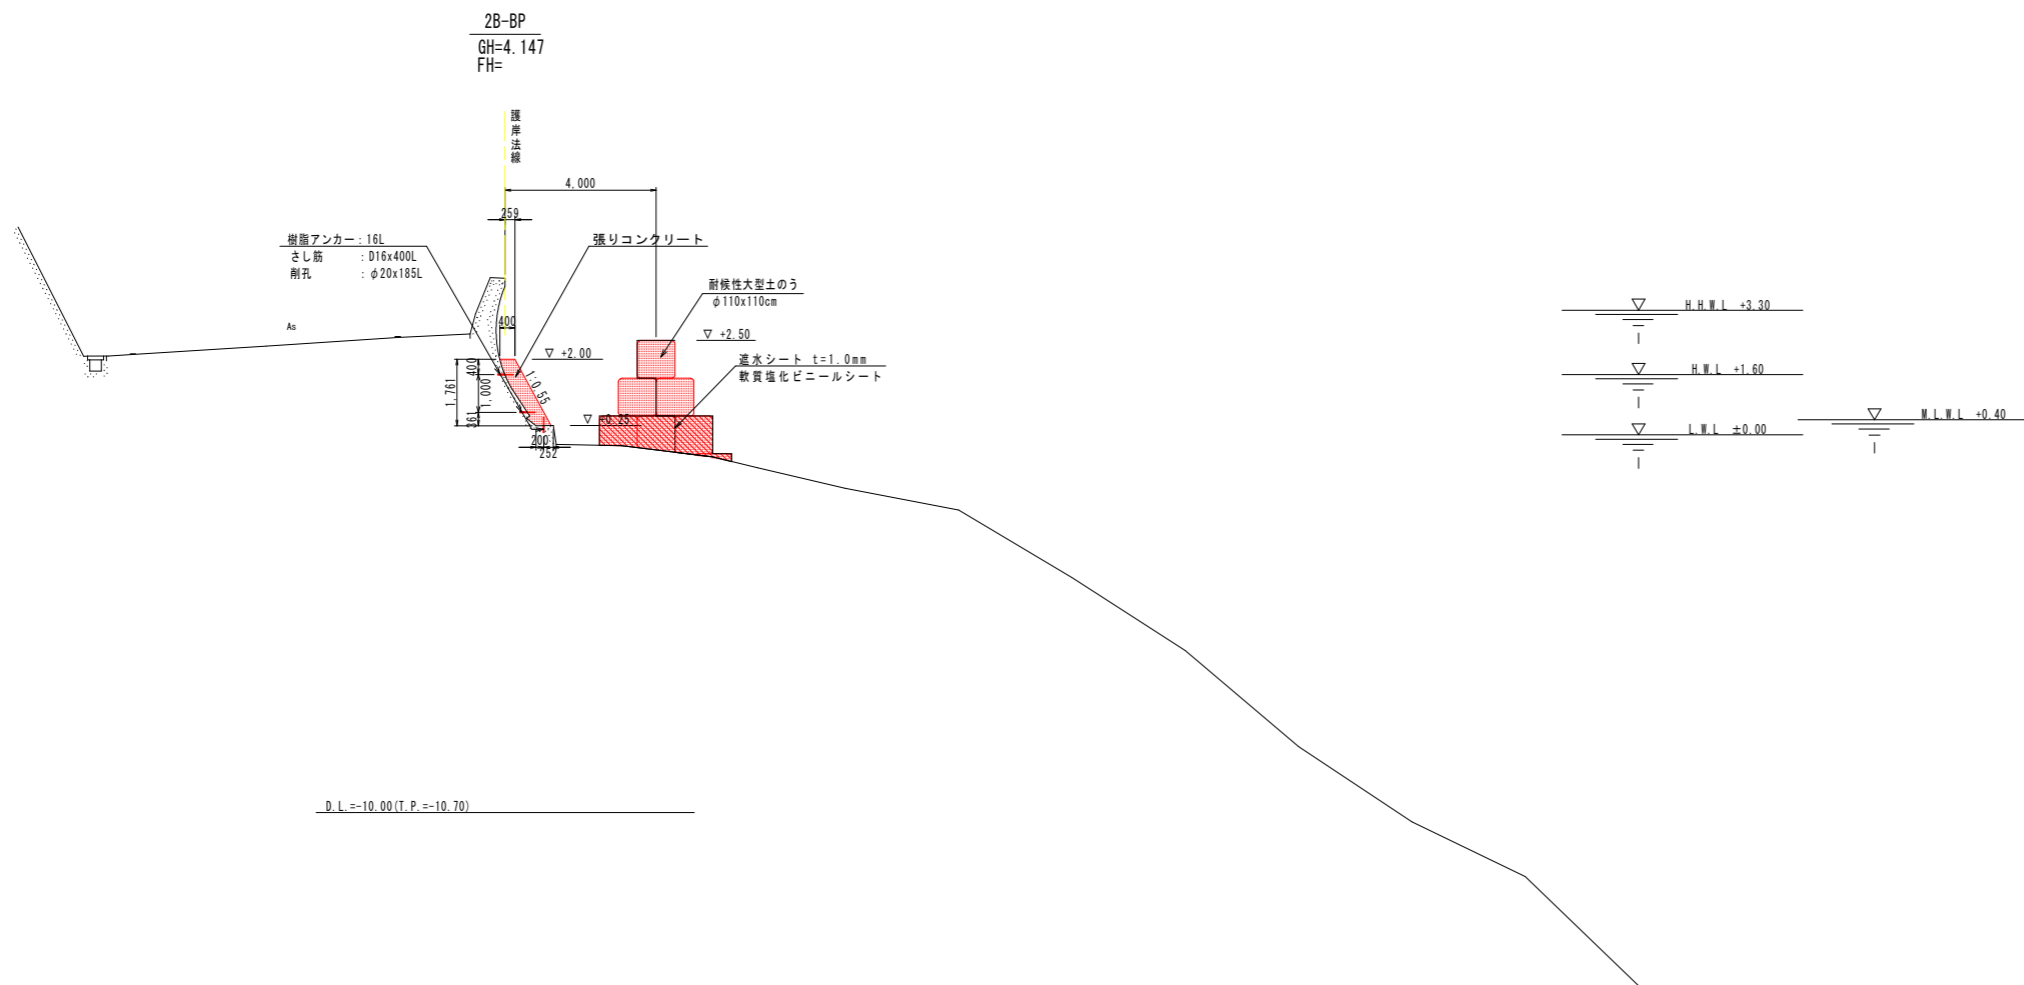 2B-BP
GH=4.147
FH=
護岸法線
4,000
259
樹脂アンカー：16L
さし筋　　：D16x400L
削孔　　　：φ20x185L
張りコンクリート
耐候性大型土のう
φ110x110cm
As
400
▽ +2.50
▽ +2.00
遮水シート t=1.0mm
軟質塩化ビニールシート
400
1,000
361
1,761
1:0.55
▽ +0.25
200
252
H.H.W.L +3.30
H.W.L +1.60
M.L.W.L +0.40
L.W.L ±0.00
D.L.=-10.00(T.P.=-10.70)